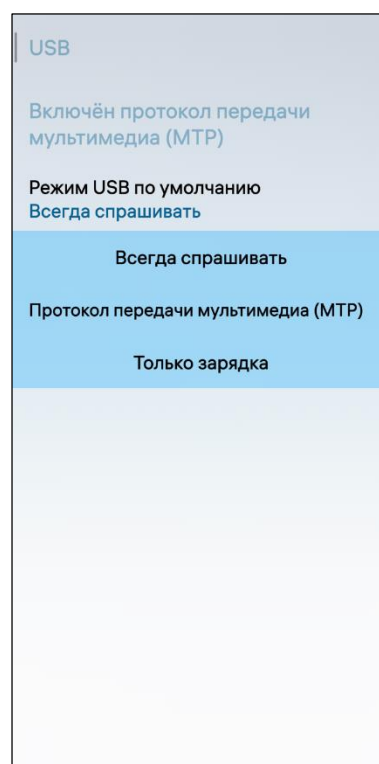 USB
Включён протокол передачи
мультимедиа (MTP)
Режим USB по умолчанию
Всегда спрашивать
Всегда спрашивать
Протокол передачи мультимедиа (MTP)
Только зарядка